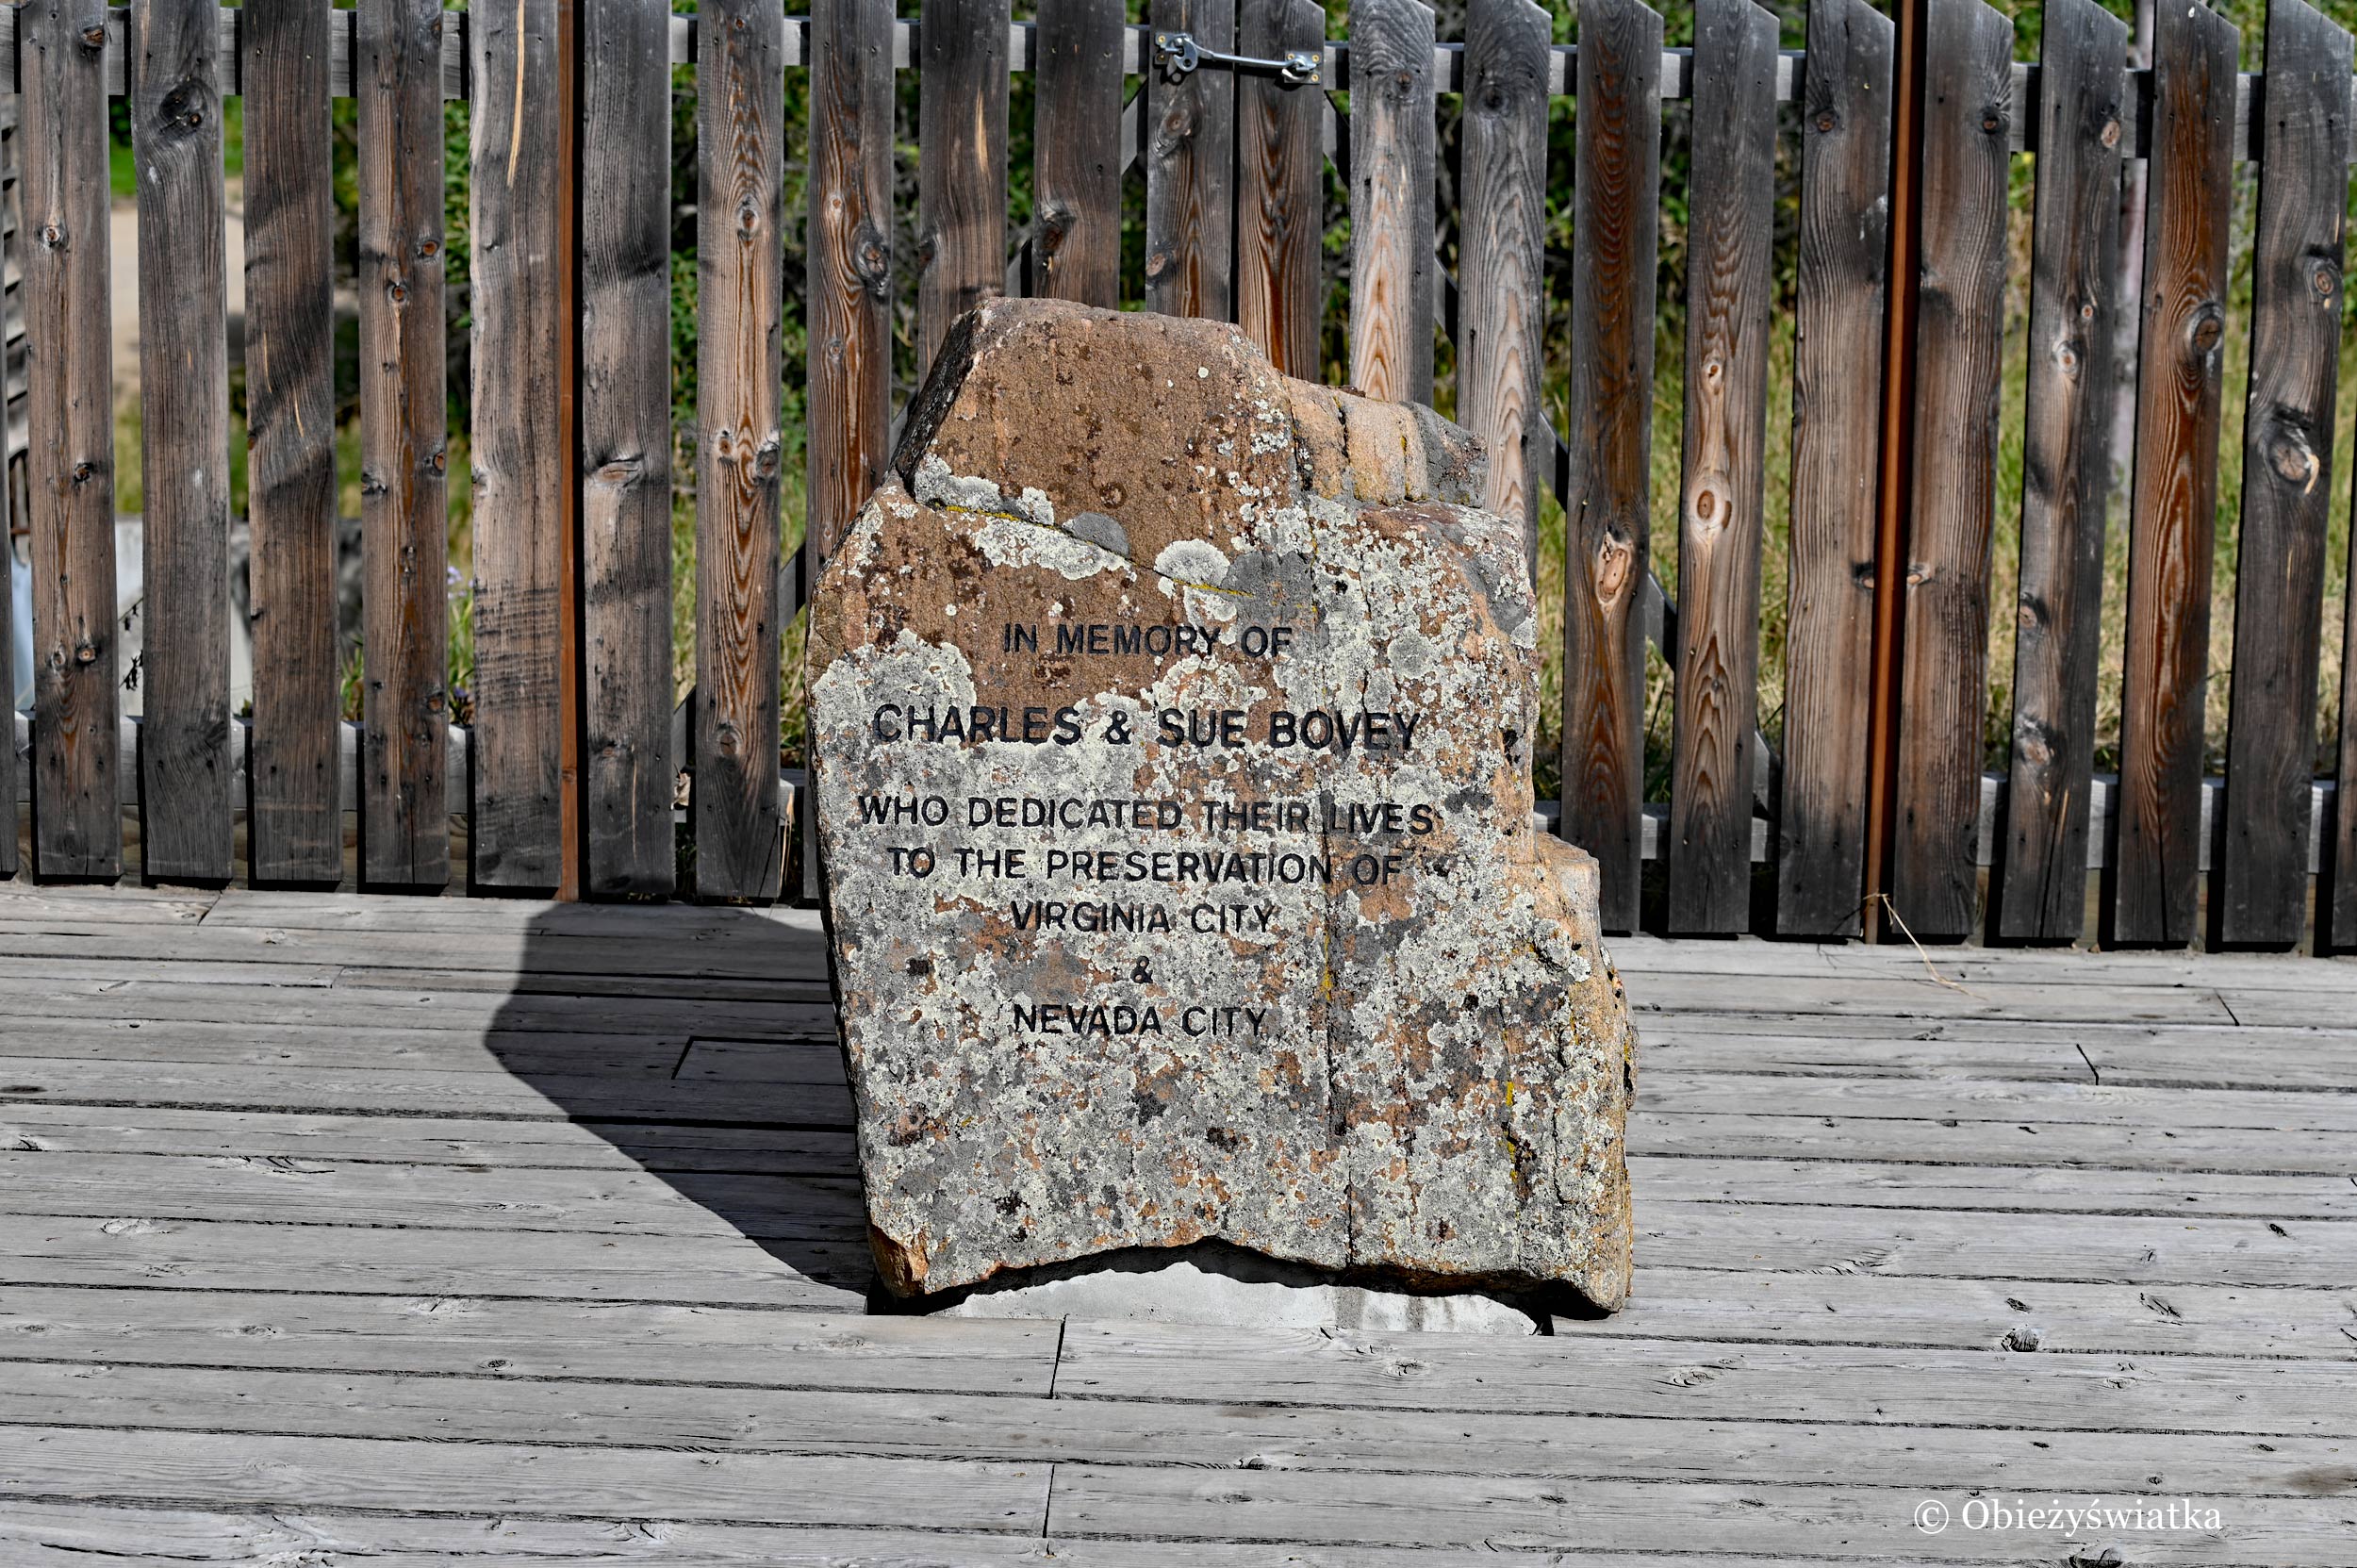 IN MEMORY OF
CHARLES & SUE BOVEY
WHO DEDICATED THEIR LIVES
TO THE PRESERVATION OF
VIRGINIA CITY
&
NEVADA CITY
© Obieżyświatka